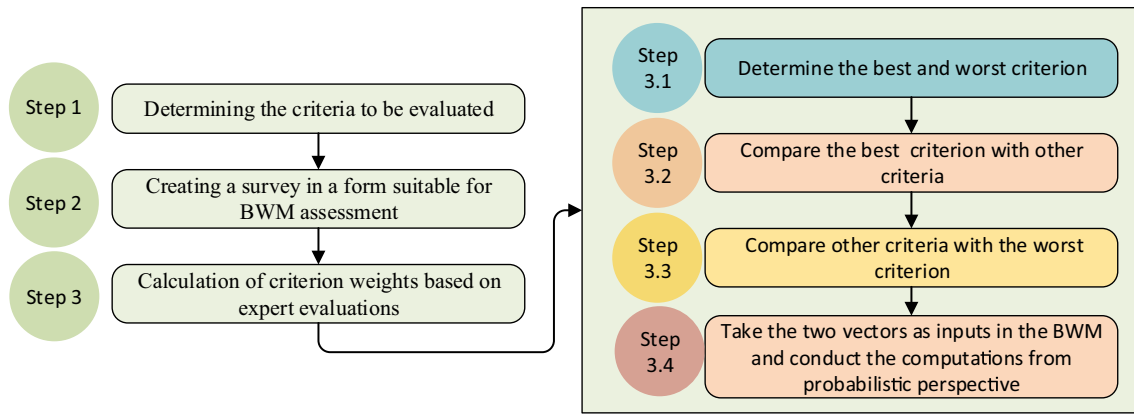 Step 1
Determining the criteria to be evaluated
Step 2
Creating a survey in a form suitable for
BWM assessment
Step 3
Calculation of criterion weights based on
expert evaluations
Step
3.1
Determine the best and worst criterion
Step
3.2
Compare the best  criterion with other
criteria
Step
3.3
Compare other criteria with the worst
criterion
Step
3.4
Take the two vectors as inputs in the BWM
and conduct the computations from
probabilistic perspective